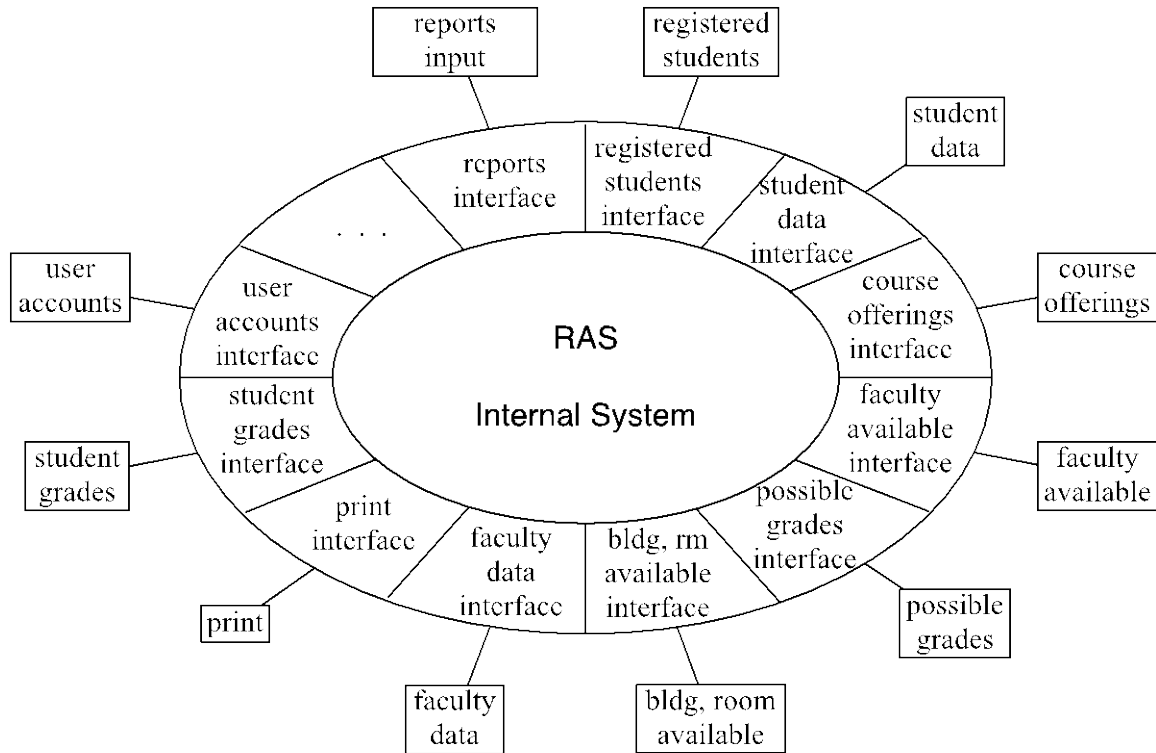 reports
input
registered
students
student
data
reports
interface
registered
students
interface
student
data
interface
. . .
user
accounts
user
accounts
interface
course
offerings
interface
course
offerings
RAS
Internal System
student
grades
interface
faculty
available
interface
student
grades
faculty
available
print
interface
faculty
data
interface
bldg, rm
available
interface
possible
grades
interface
print
possible
grades
faculty
data
bldg, room
available